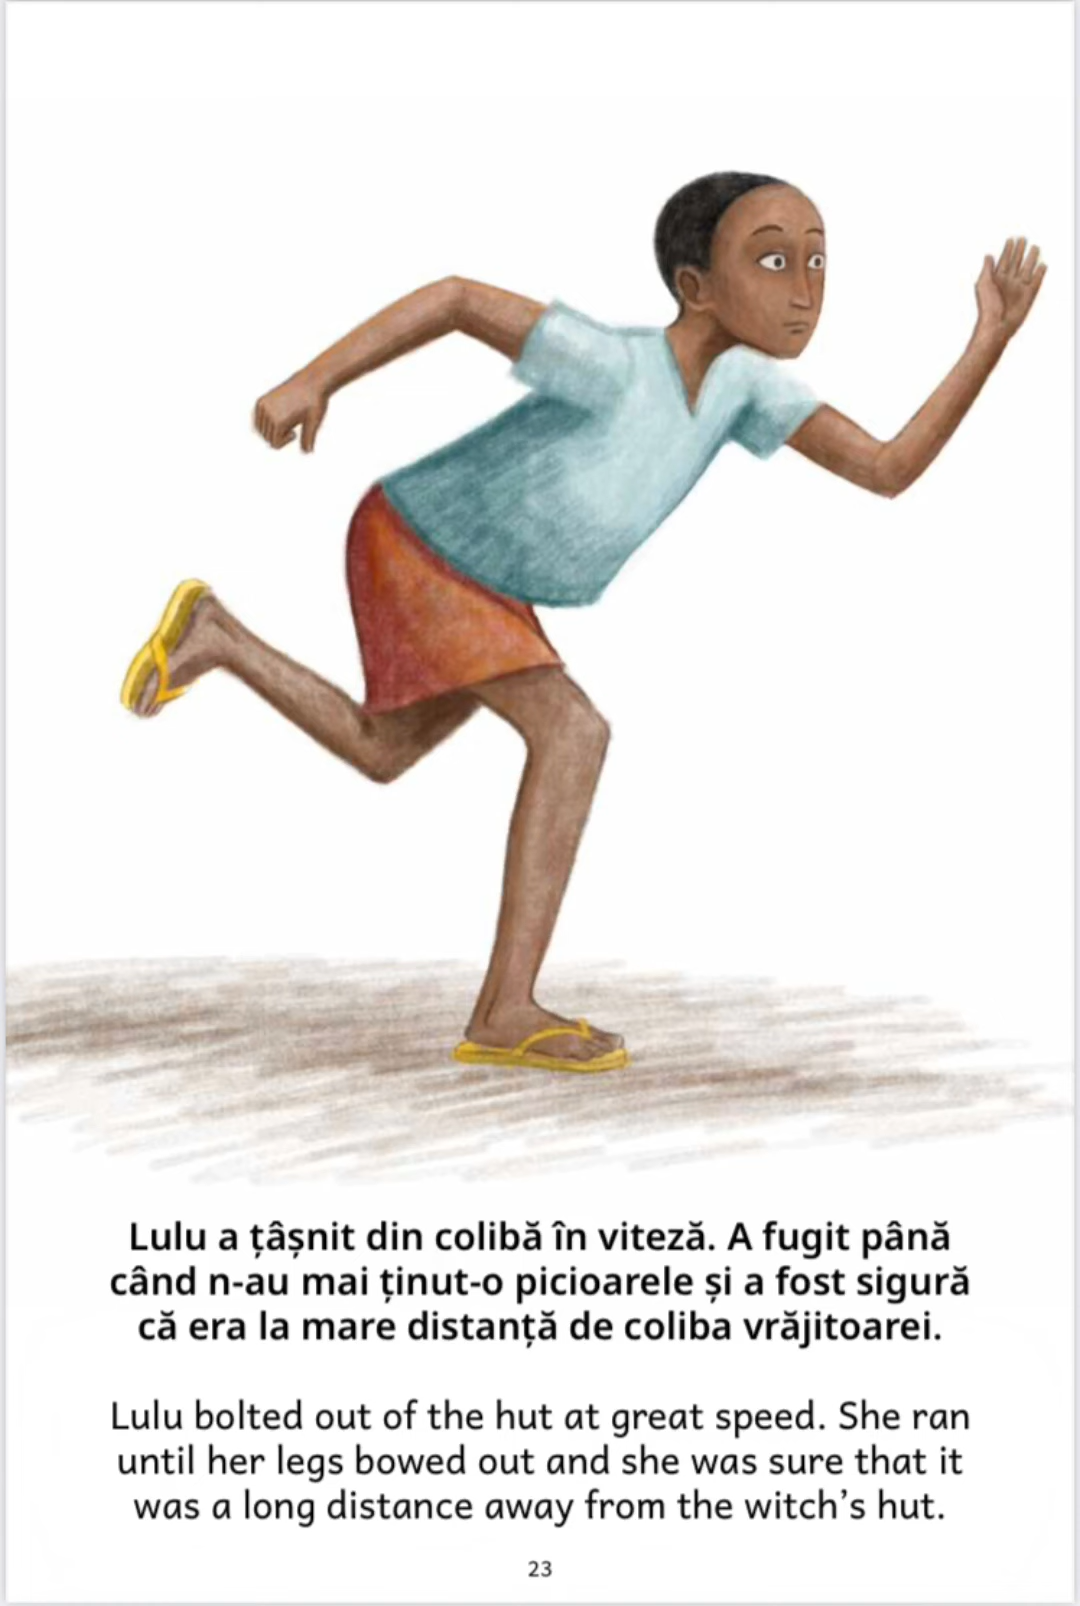 Lulu a țâșnit din colibă în viteză. A fugit până
când n-au mai ținut-o picioarele și a fost sigură
că era la mare distanță de coliba vrăjitoarei.
Lulu bolted out of the hut at great speed. She ran
until her legs bowed out and she was sure that it
was a long distance away from the witch’s hut.
23